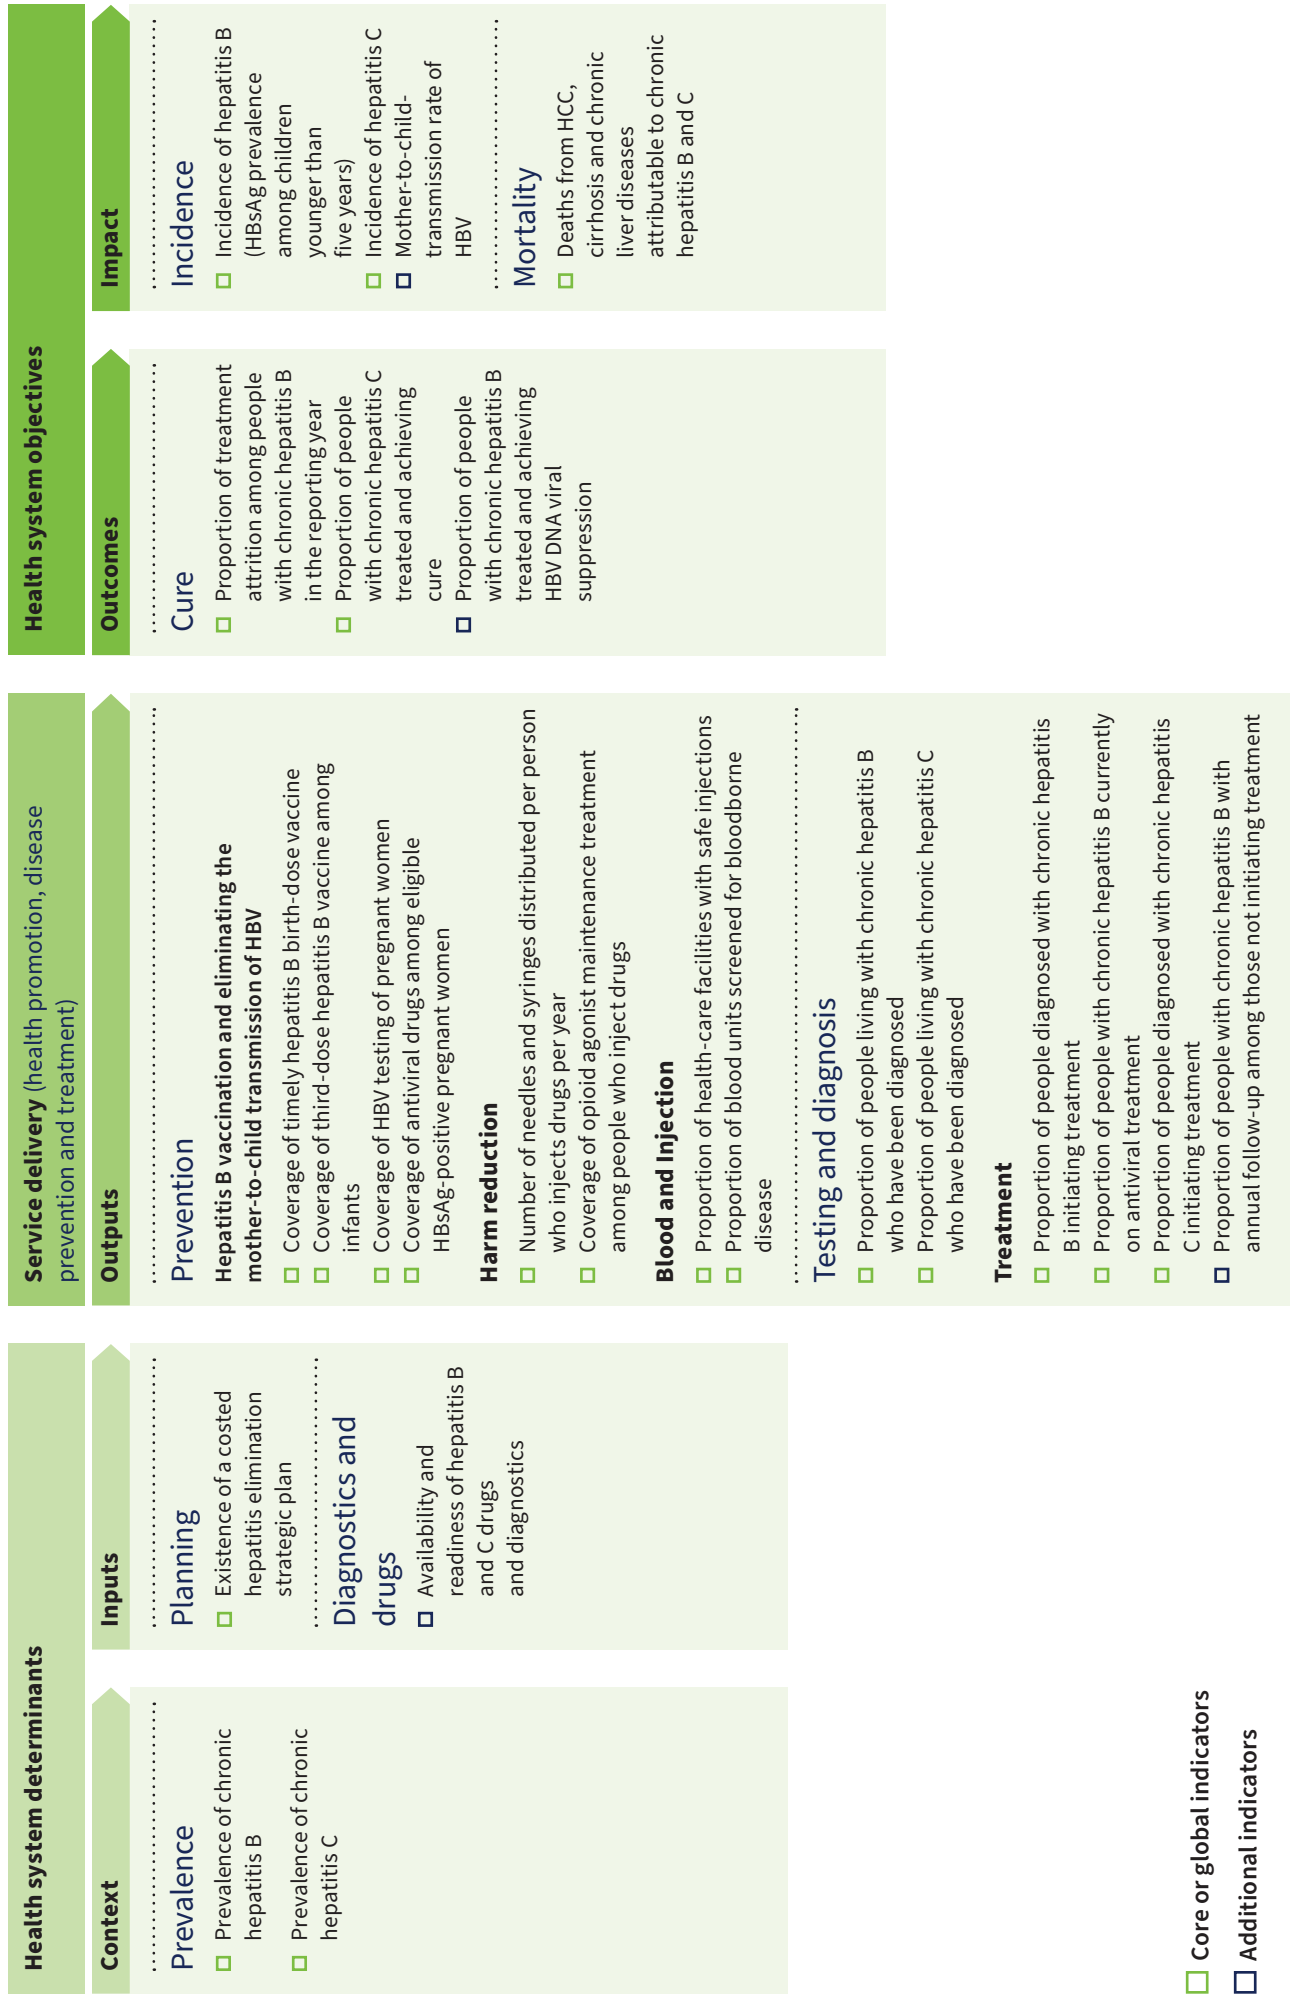 Health system determinants
Context
Prevalence
Prevalence of chronic
hepatitis B
Prevalence of chronic
hepatitis C
Inputs
Planning
Existence of a costed
hepatitis elimination
strategic plan
Diagnostics and
drugs
Availability and
readiness of hepatitis B
and C drugs
and diagnostics
Service delivery (health promotion, disease
prevention and treatment)
Outputs
Prevention
Hepatitis B vaccination and eliminating the
mother-to-child transmission of HBV
Coverage of timely hepatitis B birth-dose vaccine
Coverage of third-dose hepatitis B vaccine among
infants
Coverage of HBV testing of pregnant women
Coverage of antiviral drugs among eligible
HBsAg-positive pregnant women
Harm reduction
Number of needles and syringes distributed per person
who injects drugs per year
Coverage of opioid agonist maintenance treatment
among people who inject drugs
Blood and Injection
Proportion of health-care facilities with safe injections
Proportion of blood units screened for bloodborne
disease
Testing and diagnosis
Proportion of people living with chronic hepatitis B
who have been diagnosed
Proportion of people living with chronic hepatitis C
who have been diagnosed
Treatment
Proportion of people diagnosed with chronic hepatitis
B initiating treatment
Proportion of people with chronic hepatitis B currently
on antiviral treatment
Proportion of people diagnosed with chronic hepatitis
C initiating treatment
Proportion of people with chronic hepatitis B with
annual follow-up among those not initiating treatment
Health system objectives
Outcomes
Cure
Proportion of treatment
attrition among people
with chronic hepatitis B
in the reporting year
Proportion of people
with chronic hepatitis C
treated and achieving
cure
Proportion of people
with chronic hepatitis B
treated and achieving
HBV DNA viral
suppression
Impact
Incidence
Incidence of hepatitis B
(HBsAg prevalence
among children
younger than
five years)
Incidence of hepatitis C
Mother-to-child-
transmission rate of
HBV
Mortality
Deaths from HCC,
cirrhosis and chronic
liver diseases
attributable to chronic
hepatitis B and C
Core or global indicators
Additional indicators